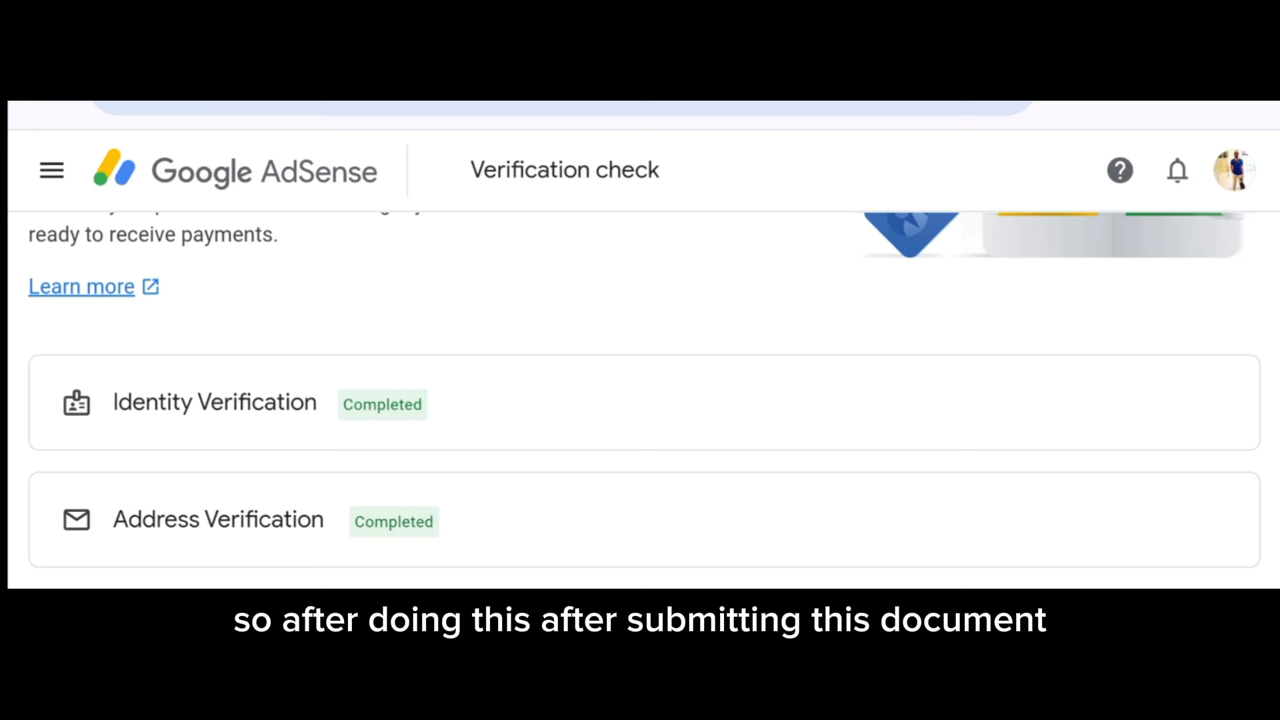 Google AdSense
Verification check
ready to receive payments.
Learn more
Identity Verification Completed
Address Verification Completed
so after doing this after submitting this document